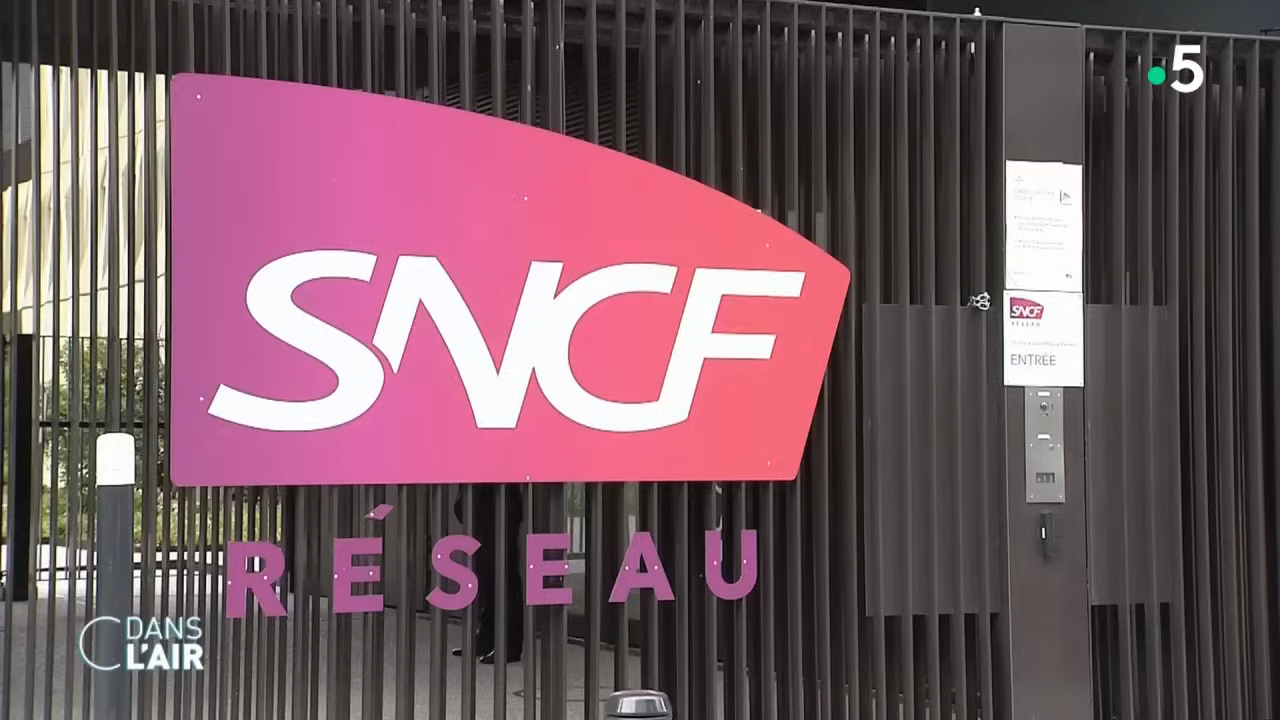 5
SNCF
RÉSEAU
SNCF
RÉSEAU
ENTRÉE
C DANS
L'AIR